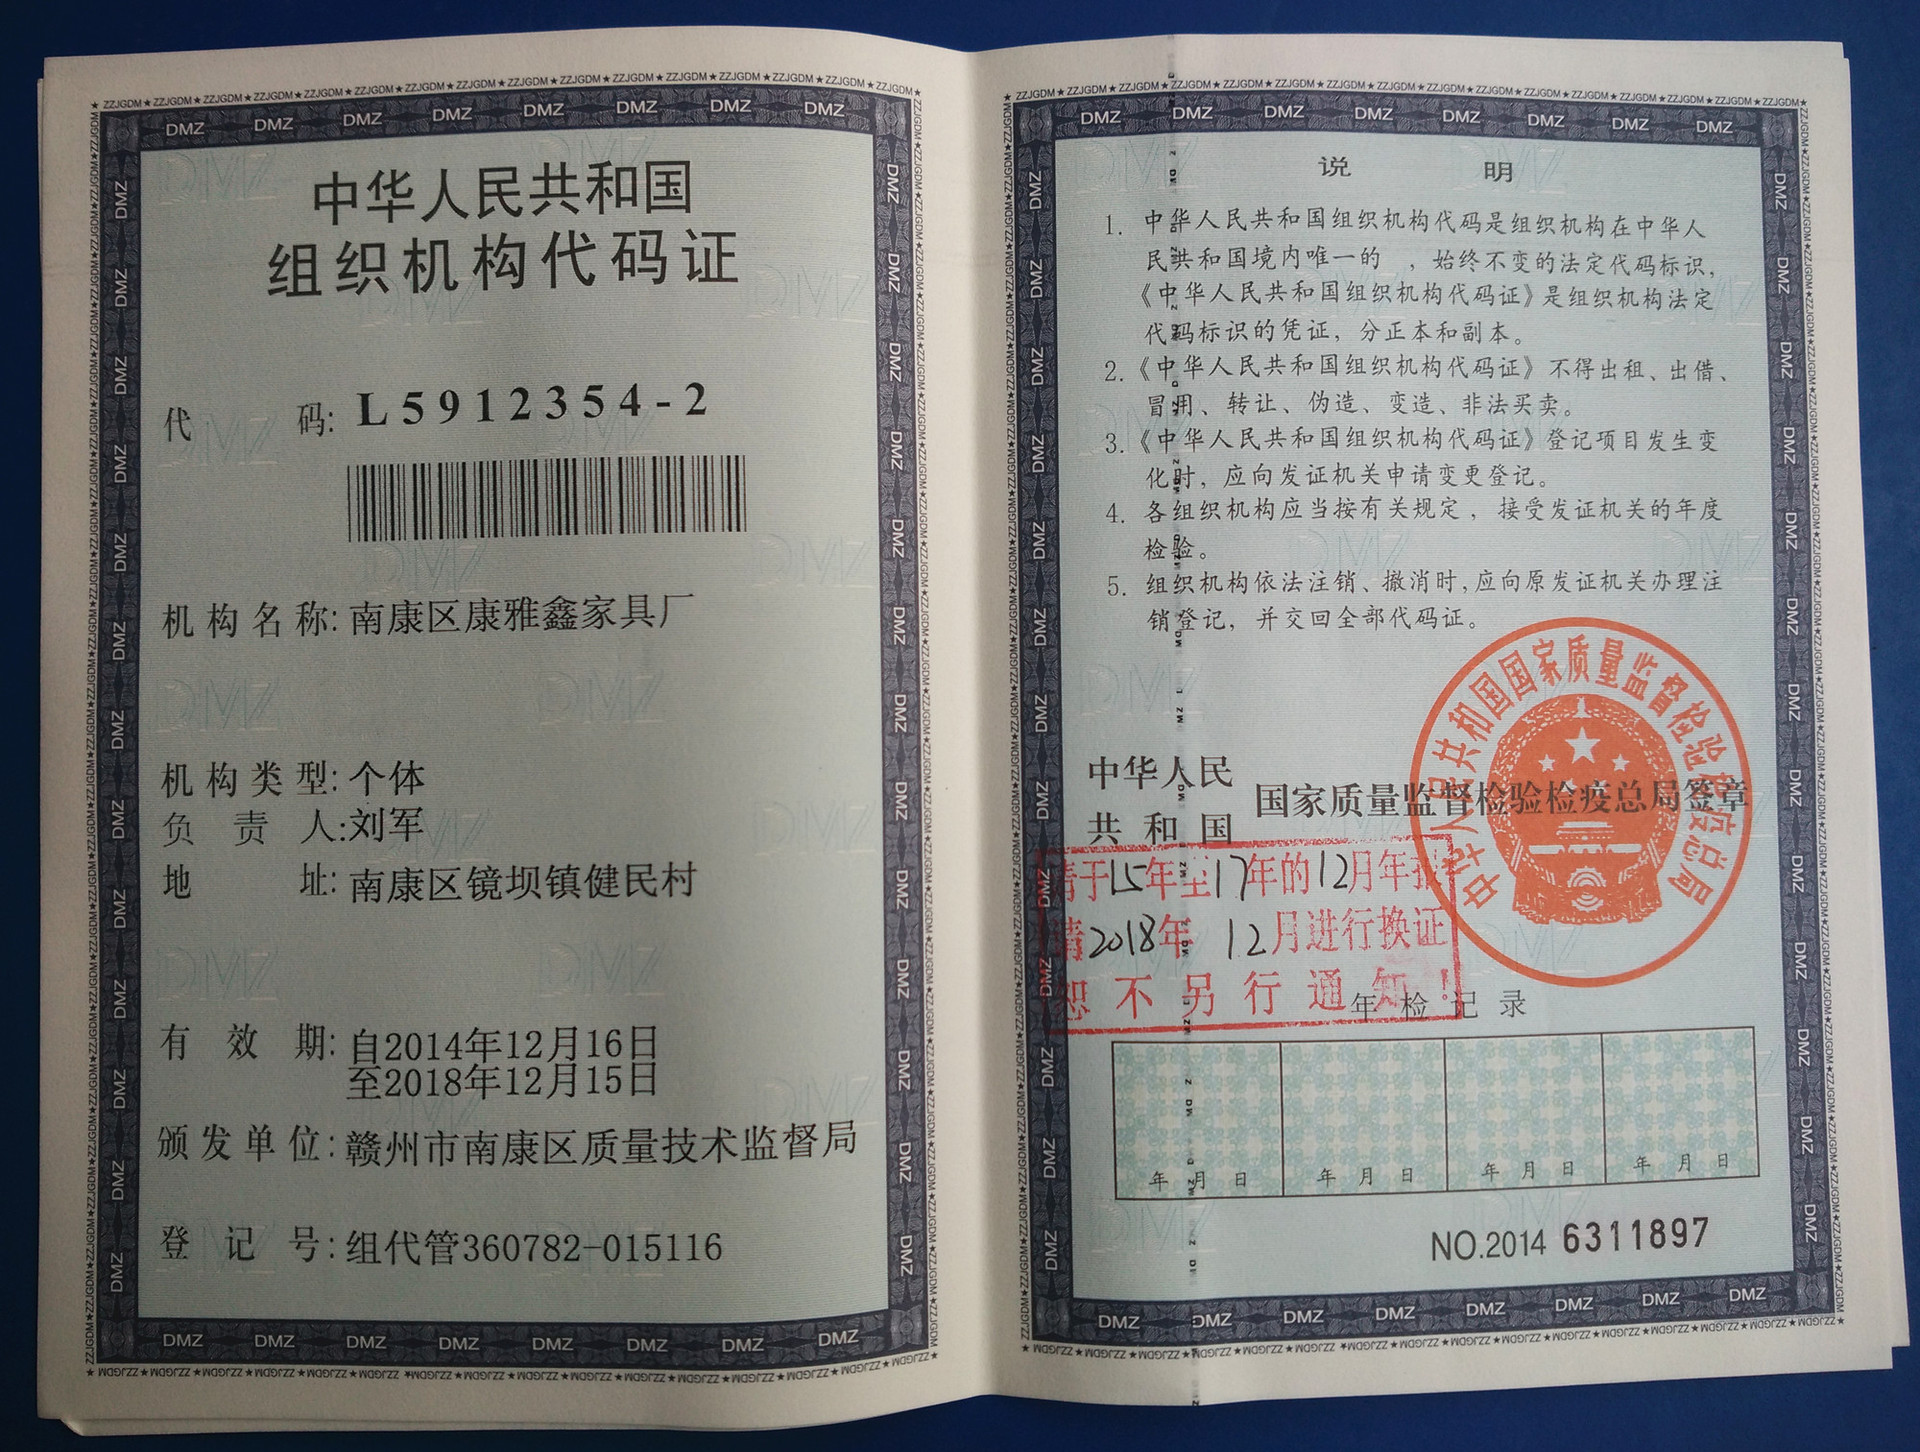 中华人民共和国
组织机构代码证
代 码: L5912354-2
机构名称: 南康区康雅鑫家具厂
机构类型: 个体
负责人: 刘军
地址: 南康区镜坝镇健民村
有效期: 自2014年12月16日
至2018年12月15日
颁发单位: 赣州市南康区质量技术监督局
登记号: 组代管360782-015116
说 明
1. 中华人民共和国组织机构代码是组织机构在中华人
民共和国境内唯一的 ，始终不变的法定代码标识，
《中华人民共和国组织机构代码证》是组织机构法定
代码标识的凭证，分正本和副本。
2.《中华人民共和国组织机构代码证》不得出租、出借、
冒用、转让、伪造、变造、非法买卖。
3.《中华人民共和国组织机构代码证》登记项目发生变
化时，应向发证机关申请变更登记。
4. 各组织机构应当按有关规定，接受发证机关的年度
检验。
5. 组织机构依法注销、撤消时,应向原发证机关办理注
销登记，并交回全部代码证。
中华人民
共和国
国家质量监督检验检疫总局签章
中华人民共和国国家质量监督检验检疫总局
请于15年至17年的12月年报
请2018年 12月进行换证
恕不另行通知!
年检记录
年 月 日 年 月 日 年 月 日 年 月 日
NO.2014 6311897